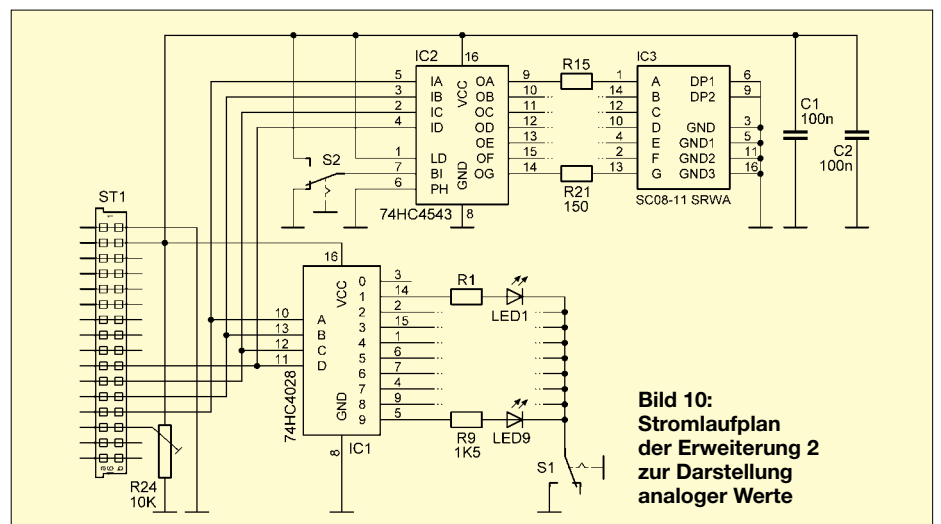 IC2
16
R15
IC3
5 IA VCC OA 9 1 A DP1 6
3 IB OB 10 14 B DP2 9
2 IC OC 11 12 C
4 ID OD 12 10 D GND 3
OE 13 4 E GND1 5
1 LD OF 15 2 F GND2 11
7 BI GND OG 14 13 G GND3 16
6 PH
S2
R21
150
SC08-11 SRWA
74HC4543
8
C1
100n
C2
100n
ST1
1
16
VCC 0 3
1 14
2 2
10 A 3 15
13 B 4 1
12 C 5 6
11 D 6 7
7 4
GND 8 9
9 5
74HC4028
8
IC1
R1
LED1
R9
1K5
LED9
S1
R24
10K
Bild 10:
Stromlaufplan
der Erweiterung 2
zur Darstellung
analoger Werte